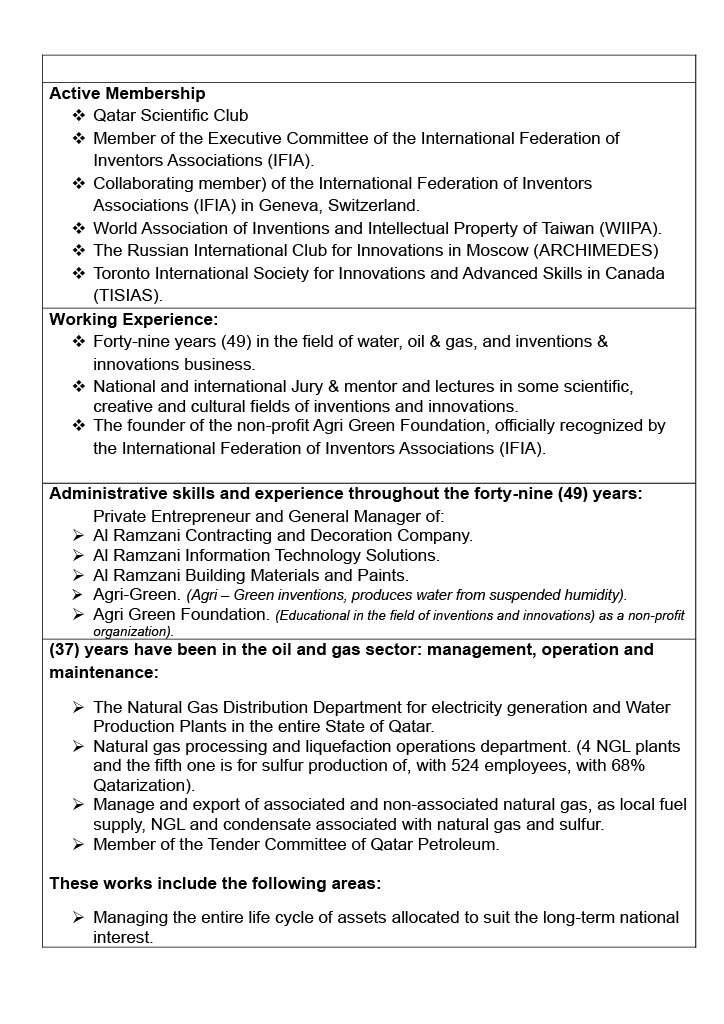 Active Membership
❖ Qatar Scientific Club
❖ Member of the Executive Committee of the International Federation of
Inventors Associations (IFIA).
❖ Collaborating member) of the International Federation of Inventors
Associations (IFIA) in Geneva, Switzerland.
❖ World Association of Inventions and Intellectual Property of Taiwan (WIIPA).
❖ The Russian International Club for Innovations in Moscow (ARCHIMEDES)
❖ Toronto International Society for Innovations and Advanced Skills in Canada
(TISIAS).
Working Experience:
❖ Forty-nine years (49) in the field of water, oil & gas, and inventions &
innovations business.
❖ National and international Jury & mentor and lectures in some scientific,
creative and cultural fields of inventions and innovations.
❖ The founder of the non-profit Agri Green Foundation, officially recognized by
the International Federation of Inventors Associations (IFIA).
Administrative skills and experience throughout the forty-nine (49) years:
Private Entrepreneur and General Manager of:
➢ Al Ramzani Contracting and Decoration Company.
➢ Al Ramzani Information Technology Solutions.
➢ Al Ramzani Building Materials and Paints.
➢ Agri-Green. (Agri – Green inventions, produces water from suspended humidity).
➢ Agri Green Foundation. (Educational in the field of inventions and innovations) as a non-profit
organization).
(37) years have been in the oil and gas sector: management, operation and
maintenance:
➢ The Natural Gas Distribution Department for electricity generation and Water
Production Plants in the entire State of Qatar.
➢ Natural gas processing and liquefaction operations department. (4 NGL plants
and the fifth one is for sulfur production of, with 524 employees, with 68%
Qatarization).
➢ Manage and export of associated and non-associated natural gas, as local fuel
supply, NGL and condensate associated with natural gas and sulfur.
➢ Member of the Tender Committee of Qatar Petroleum.
These works include the following areas:
➢ Managing the entire life cycle of assets allocated to suit the long-term national
interest.